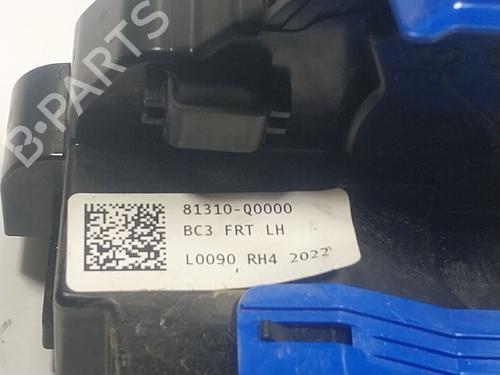 B-PARTS
81310-Q0000
BC3 FRT LH
L0090 RH4 2022